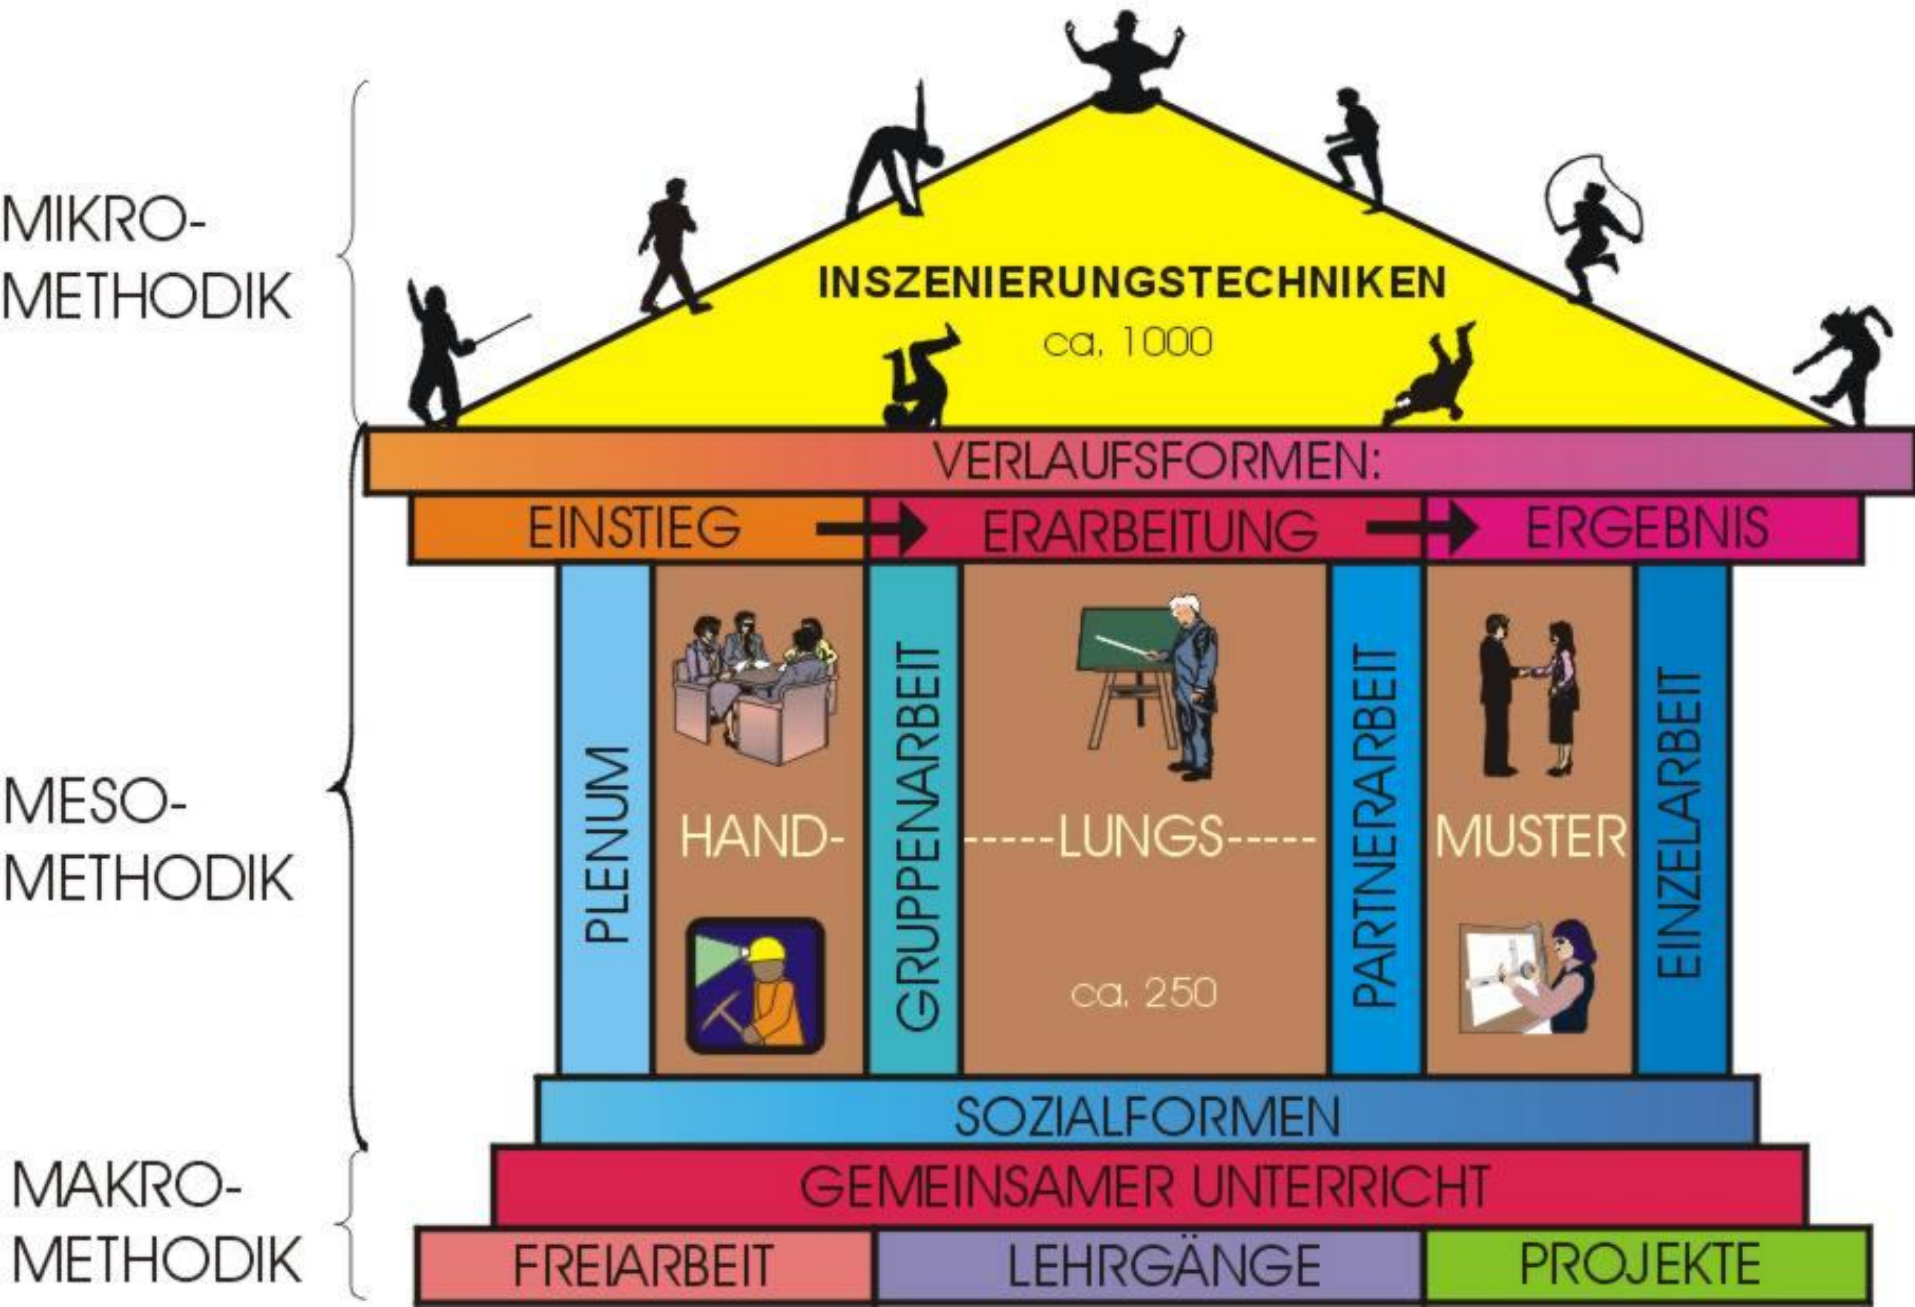 MIKRO-
METHODIK
INSZENIERUNGSTECHNIKEN
ca. 1000
VERLAUFSFORMEN:
EINSTIEG
ERARBEITUNG
ERGEBNIS
MESO-
METHODIK
PLENUM
HAND-
GRUPPENARBEIT
-----LUNGS-----
ca. 250
PARTNERARBEIT
MUSTER
EINZELARBEIT
SOZIALFORMEN
MAKRO-
METHODIK
GEMEINSAMER UNTERRICHT
FREIARBEIT
LEHRGÄNGE
PROJEKTE